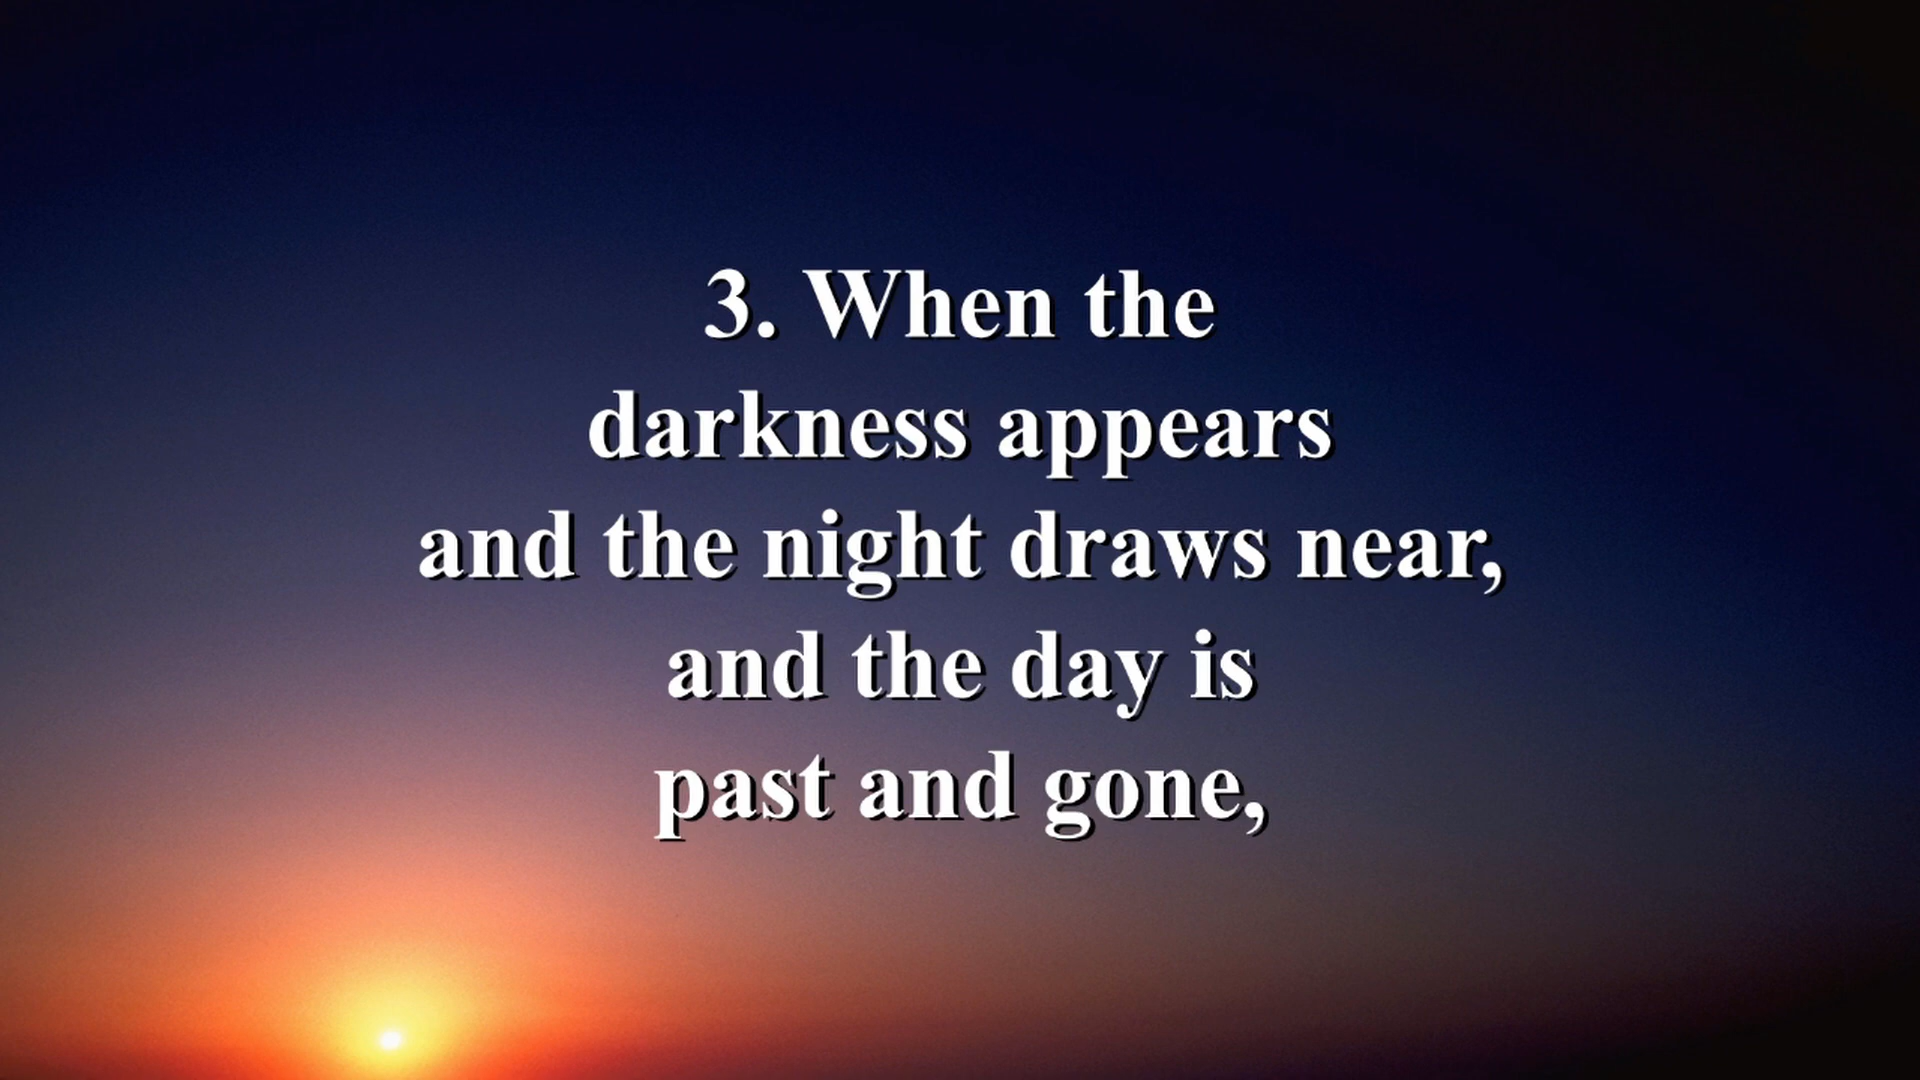 3. When the
darkness appears
and the night draws near,
and the day is
past and gone,